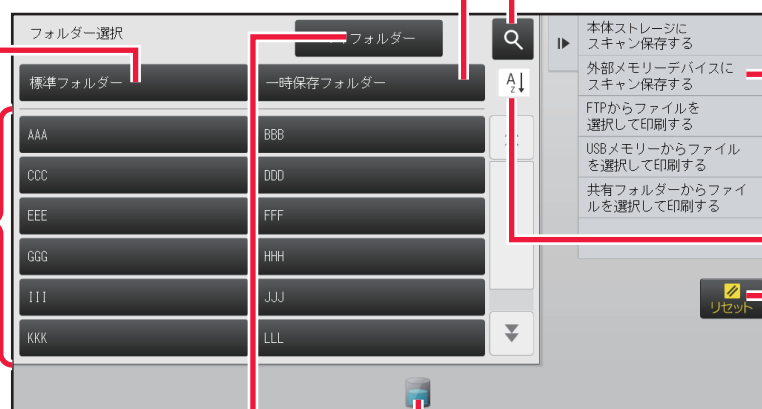 フォルダー選択
フォルダー
標準フォルダー
一時保存フォルダー
A
Z
AAA
BBB
CCC
DDD
EEE
FFF
GGG
HHH
III
JJJ
KKK
LLL
本体ストレージに
スキャン保存する
外部メモリーデバイスに
スキャン保存する
FTPからファイルを
選択して印刷する
USBメモリーからファイル
を選択して印刷する
共有フォルダーからファイ
ルを選択して印刷する
リセット